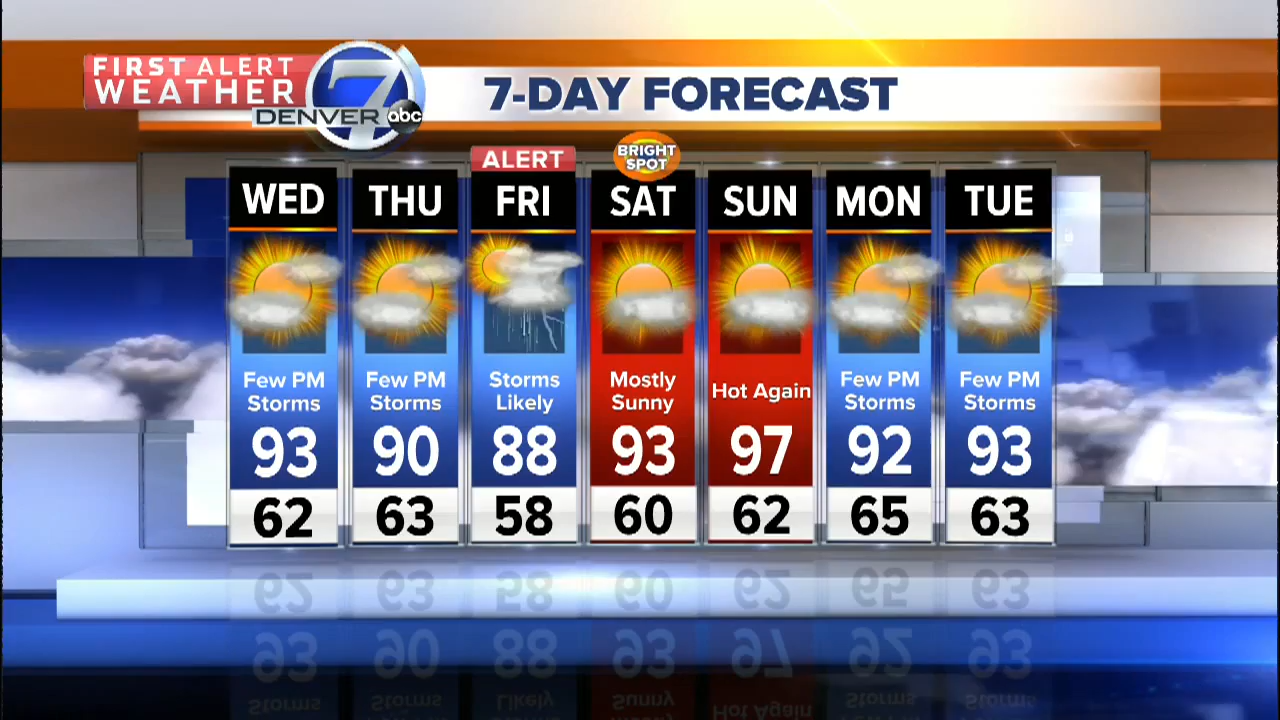 FIRST ALERT
WEATHER
7
DENVER
abc
7-DAY FORECAST
ALERT
BRIGHT
SPOT
WED
THU
FRI
SAT
SUN
MON
TUE
Few PM
Storms
Few PM
Storms
Storms
Likely
Mostly
Sunny
Hot Again
Few PM
Storms
Few PM
Storms
93
90
88
93
97
92
93
62
63
58
60
62
65
63